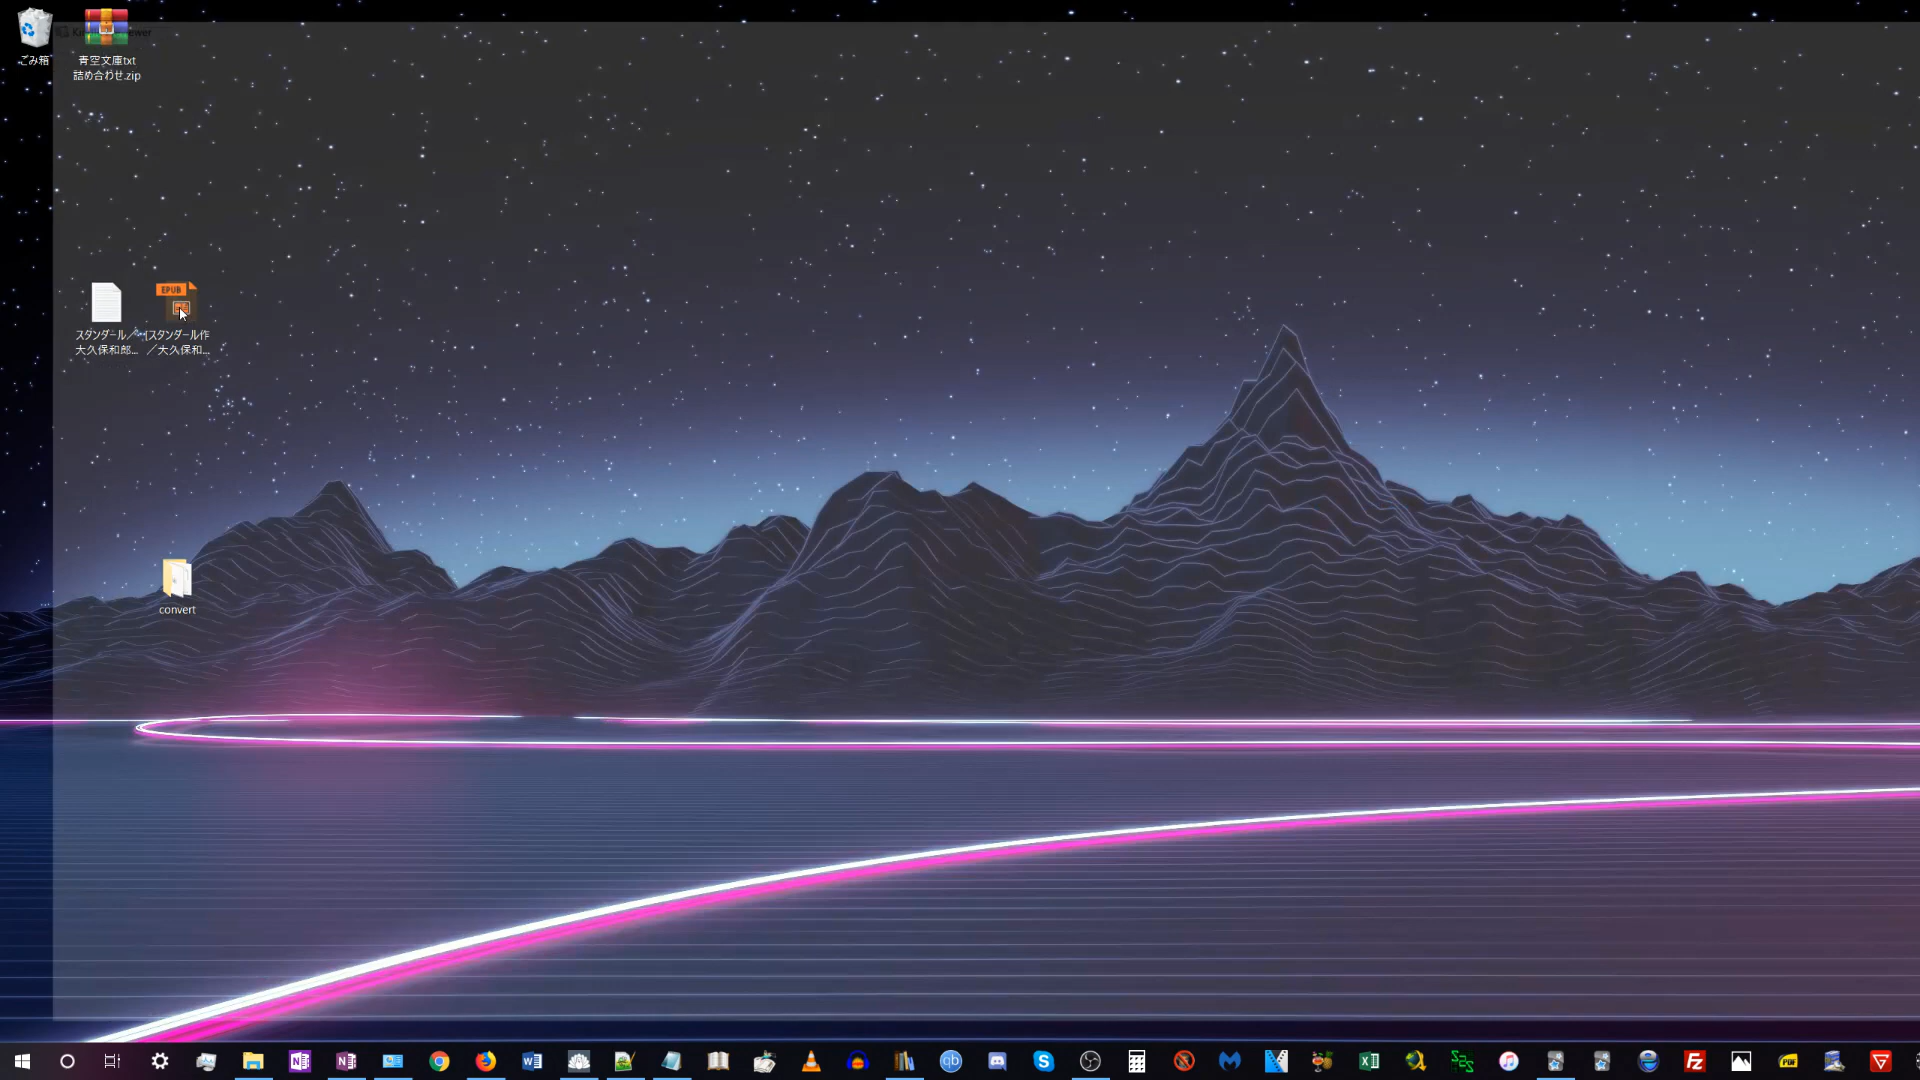 ごみ箱
青空文庫txt
詰め合わせ.zip
EPUB
スタンダール／
大久保和郎...
[スタンダール作
／大久保和...
convert
qb
PDF